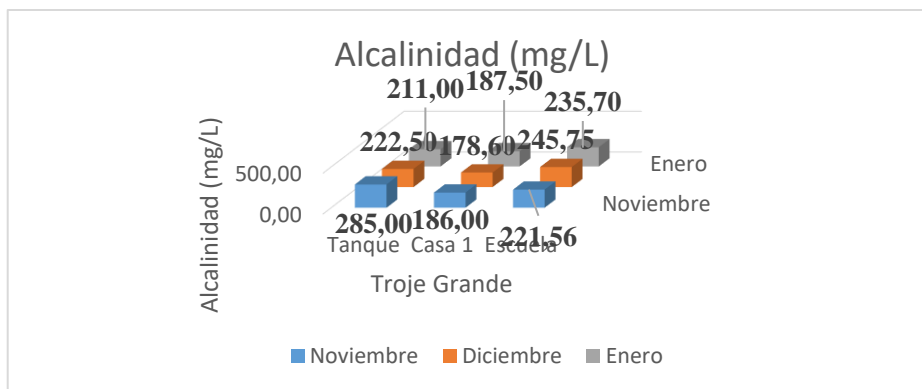 Alcalinidad (mg/L)
211,00 187,50 235,70
222,50 178,60 245,75
Alcalinidad (mg/L)
500,00
0,00
Enero
Noviembre
285,00 186,00 221,56
Tanque Casa 1 Escuela
Troje Grande
Noviembre Diciembre Enero